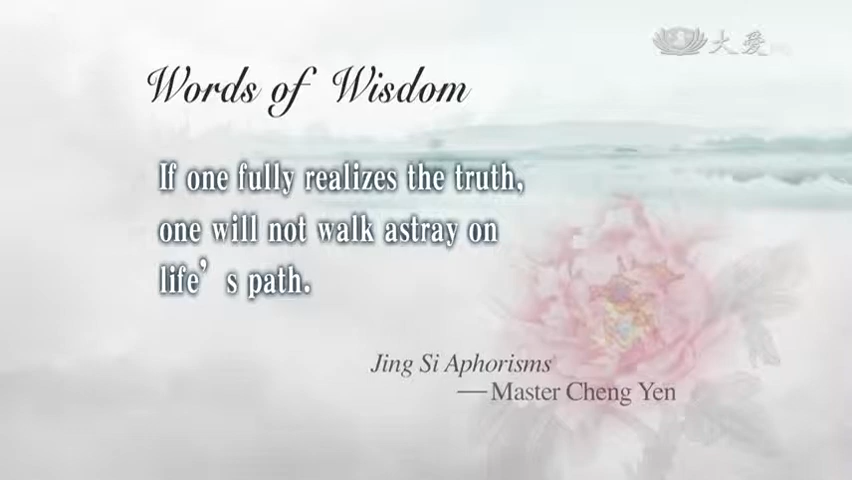 大愛
Words of Wisdom
If one fully realizes the truth,
one will not walk astray on
life’s path.
Jing Si Aphorisms
—Master Cheng Yen